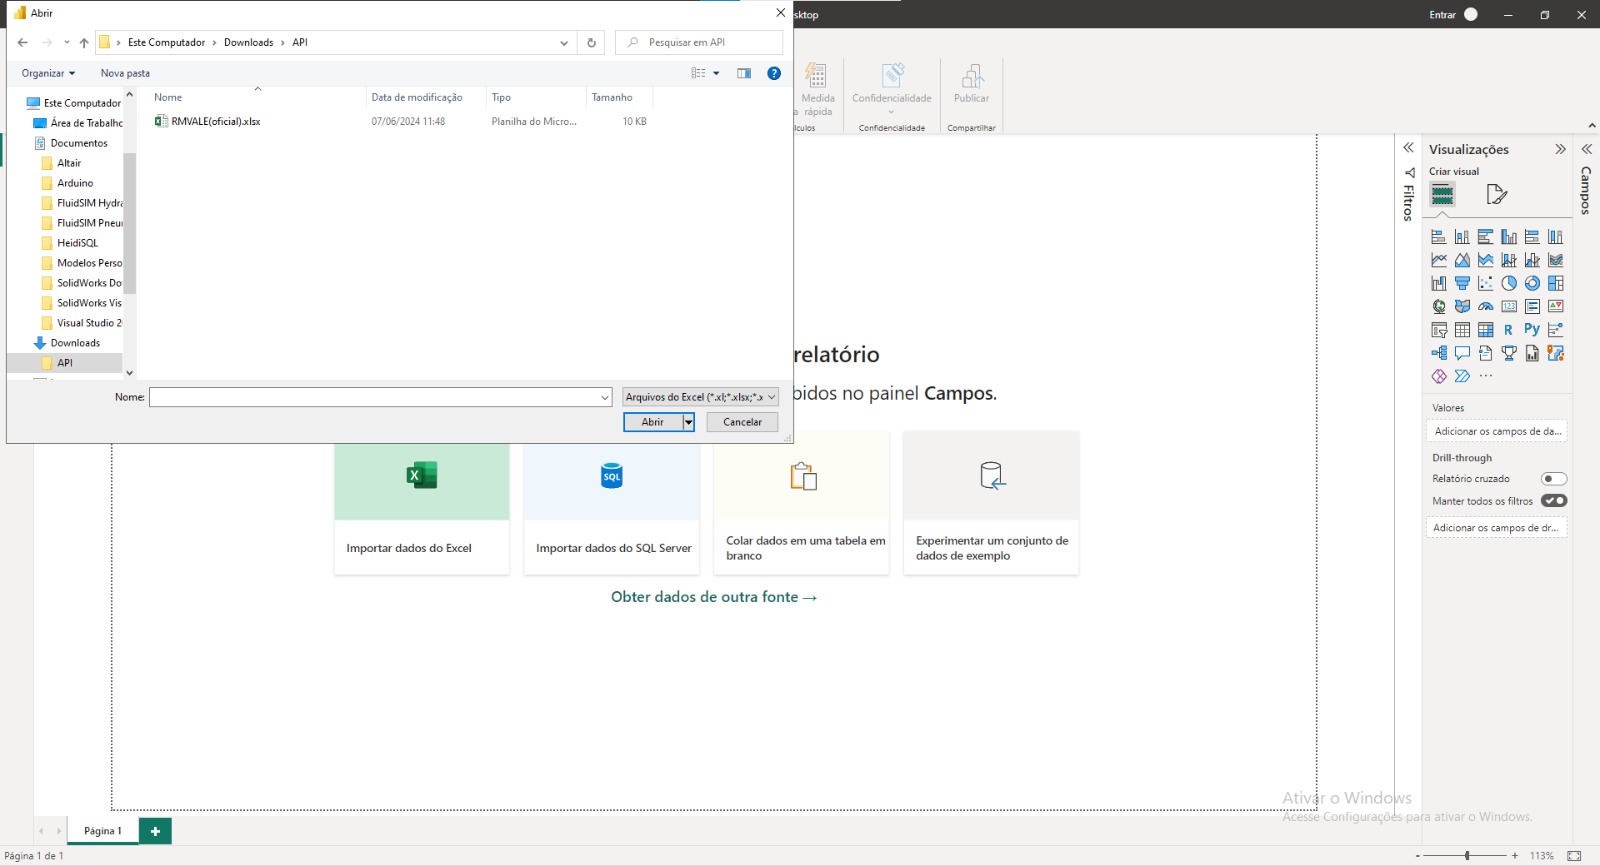 Abrir
sktop
Entrar
Este Computador › Downloads › API
Pesquisar em API
Organizar
Nova pasta
Nome
Data de modificação
Tipo
Tamanho
Este Computador
Área de Trabalho
Documentos
Altair
Arduino
FluidSIM Hydra
FluidSIM Pneu
HeidiSQL
Modelos Perso
SolidWorks Do
SolidWorks Vis
Visual Studio 2
Downloads
API
RMVALE(oficial).xlsx
07/06/2024 11:48
Planilha do Micro...
10 KB
Nome:
Arquivos do Excel (*.xl;*.xlsx;*.x
Abrir
Cancelar
Medida
a rápida
lculos
Confidencialidade
Confidencialidade
Publicar
Compartilhar
relatório
bidos no painel Campos.
X
SQL
Importar dados do Excel
Importar dados do SQL Server
Colar dados em uma tabela em
branco
Experimentar um conjunto de
dados de exemplo
Obter dados de outra fonte →
Filtros
Visualizações
Criar visual
Campos
123
R
Py
Valores
Adicionar os campos de da...
Drill-through
Relatório cruzado
Manter todos os filtros
Adicionar os campos de dr...
Ativar o Windows
Acesse Configurações para ativar o Windows.
Página 1
+
Página 1 de 1
- + 113%